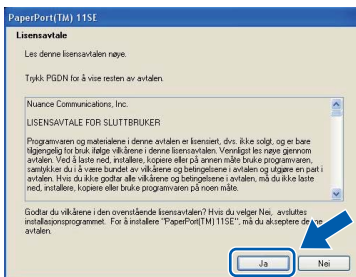 PaperPort(TM) 11SE
Lisensavtale
Les denne lisensavtalen nøye.
Trykk PGDN for å vise resten av avtalen.
Nuance Communications, Inc.
LISENSAVTALE FOR SLUTTBRUKER
Programvaren og materialene i denne avtalen er lisensiert, dvs. ikke solgt, og er bare
tilgjengelig for bruk ifølge vilkårene i denne lisensavtalen. Vennligst les nøye gjennom
avtalen. Ved å laste ned, installere, kopiere eller på annen måte bruke programvaren,
samtykker du i å være bundet av vilkårene og betingelsene i avtalen og utgjøre en part i
avtalen. Hvis du ikke godtar alle vilkårene og betingelsene i avtalen, må du ikke laste
ned, installere, kopiere eller bruke programvaren på noen måte.
Godtar du vilkårene i den ovenstående lisensavtalen? Hvis du velger Nei, avsluttes
installasjonsprogrammet. For å installere "PaperPort(TM) 11SE", må du akseptere denne
avtalen.
Ja
Nei